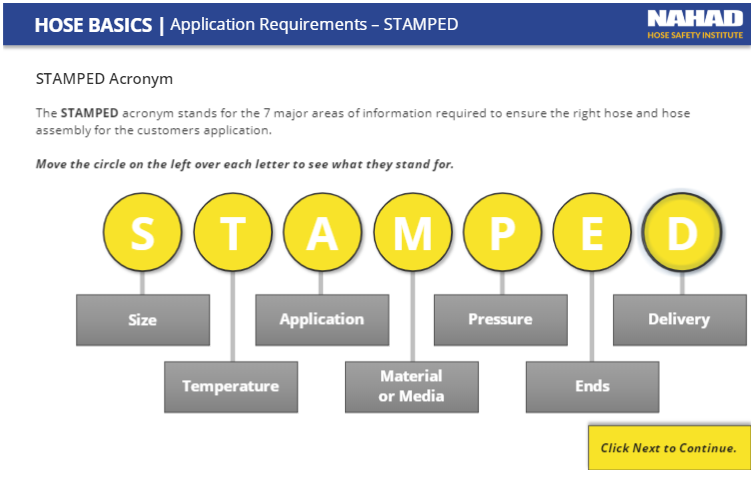 HOSE BASICS | Application Requirements – STAMPED
NAHAD
HOSE SAFETY INSTITUTE
STAMPED Acronym
The STAMPED acronym stands for the 7 major areas of information required to ensure the right hose and hose
assembly for the customers application.
Move the circle on the left over each letter to see what they stand for.
S T A M P E D
Size
Application
Pressure
Delivery
Temperature
Material
or Media
Ends
Click Next to Continue.